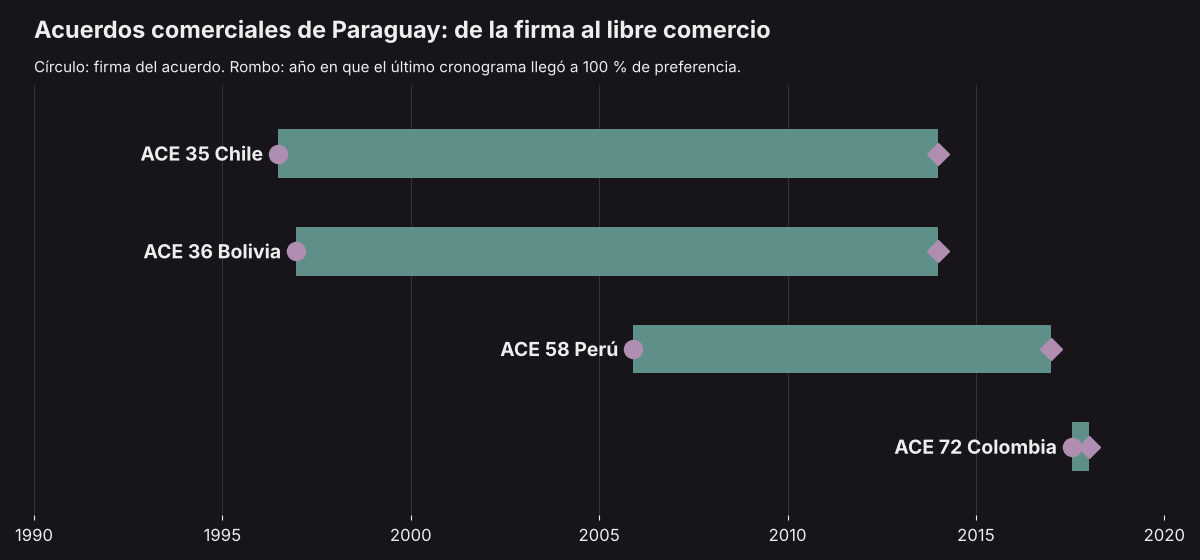 Acuerdos comerciales de Paraguay: de la firma al libre comercio
Círculo: firma del acuerdo. Rombo: año en que el último cronograma llegó a 100 % de preferencia.
ACE 35 Chile
ACE 36 Bolivia
ACE 58 Perú
ACE 72 Colombia
1990 1995 2000 2005 2010 2015 2020